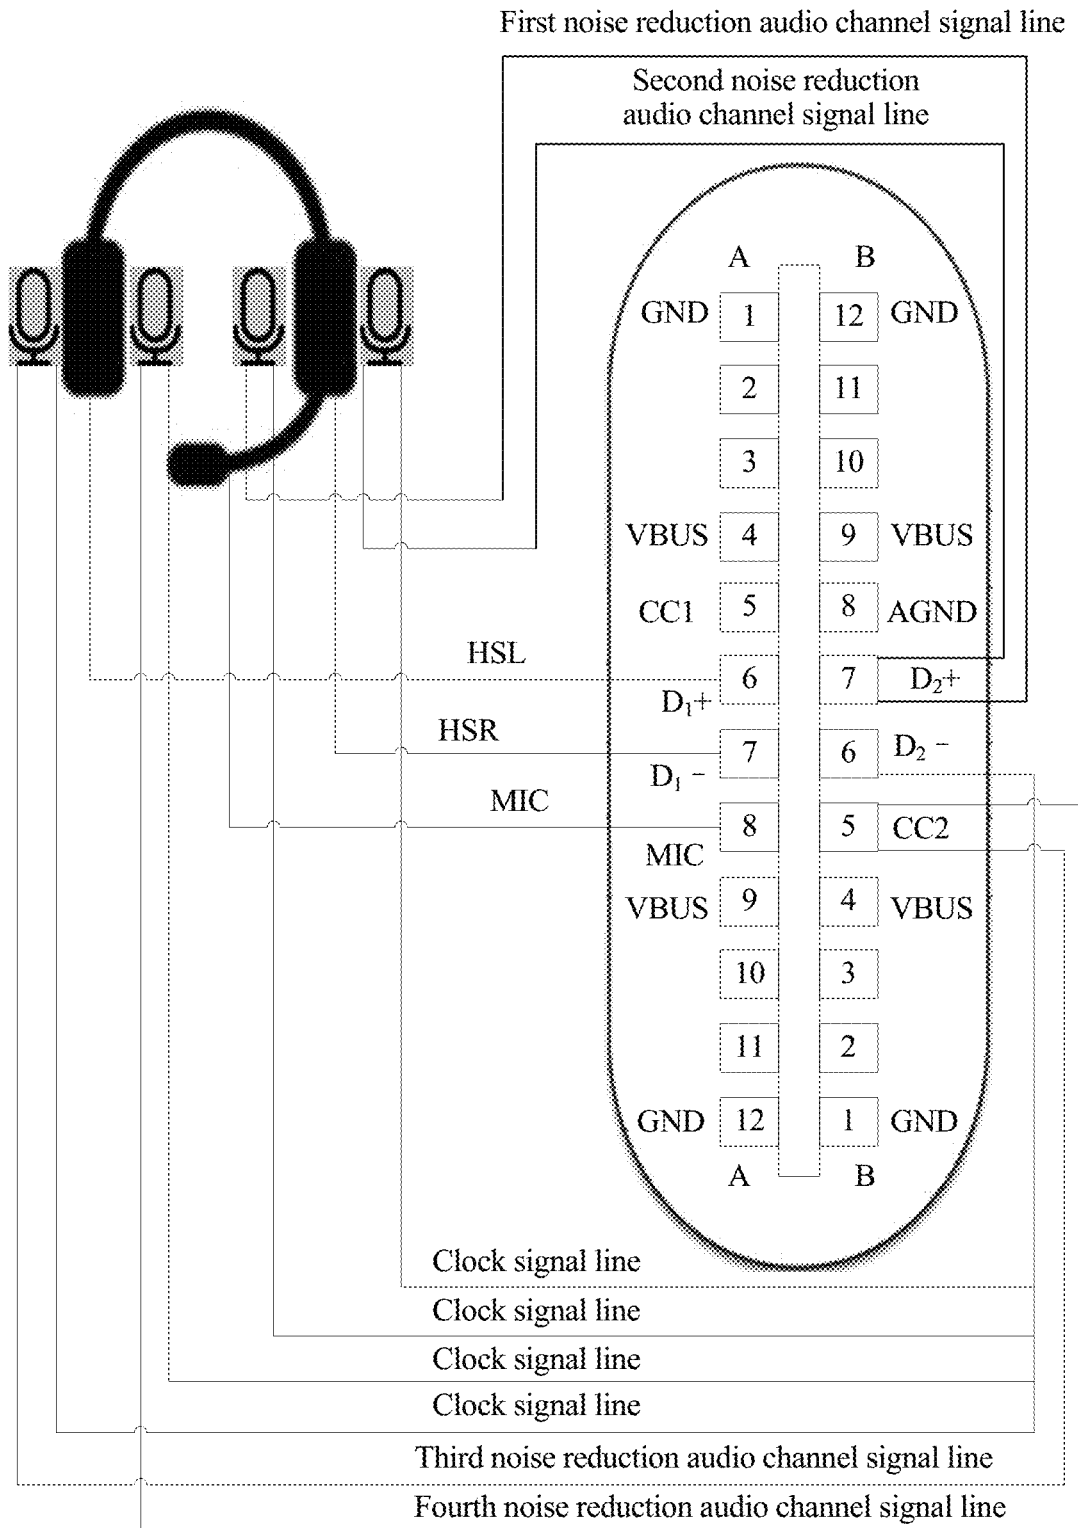 First noise reduction audio channel signal line
Second noise reduction
audio channel signal line
A B
GND 1 12 GND
2 11
3 10
VBUS 4 9 VBUS
CC1 5 8 AGND
HSL 6 7 D₂+
D₁+
HSR 7 6 D₂ −
D₁ −
MIC 8 5 CC2
MIC
VBUS 9 4 VBUS
10 3
11 2
GND 12 1 GND
A B
Clock signal line
Clock signal line
Clock signal line
Clock signal line
Third noise reduction audio channel signal line
Fourth noise reduction audio channel signal line